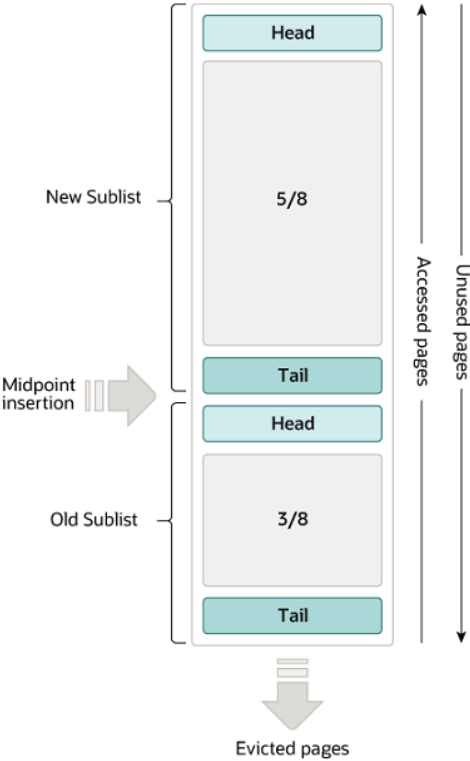 Head
5/8
New Sublist
Tail
Midpoint
insertion
Head
3/8
Old Sublist
Tail
Accessed pages
Unused pages
Evicted pages